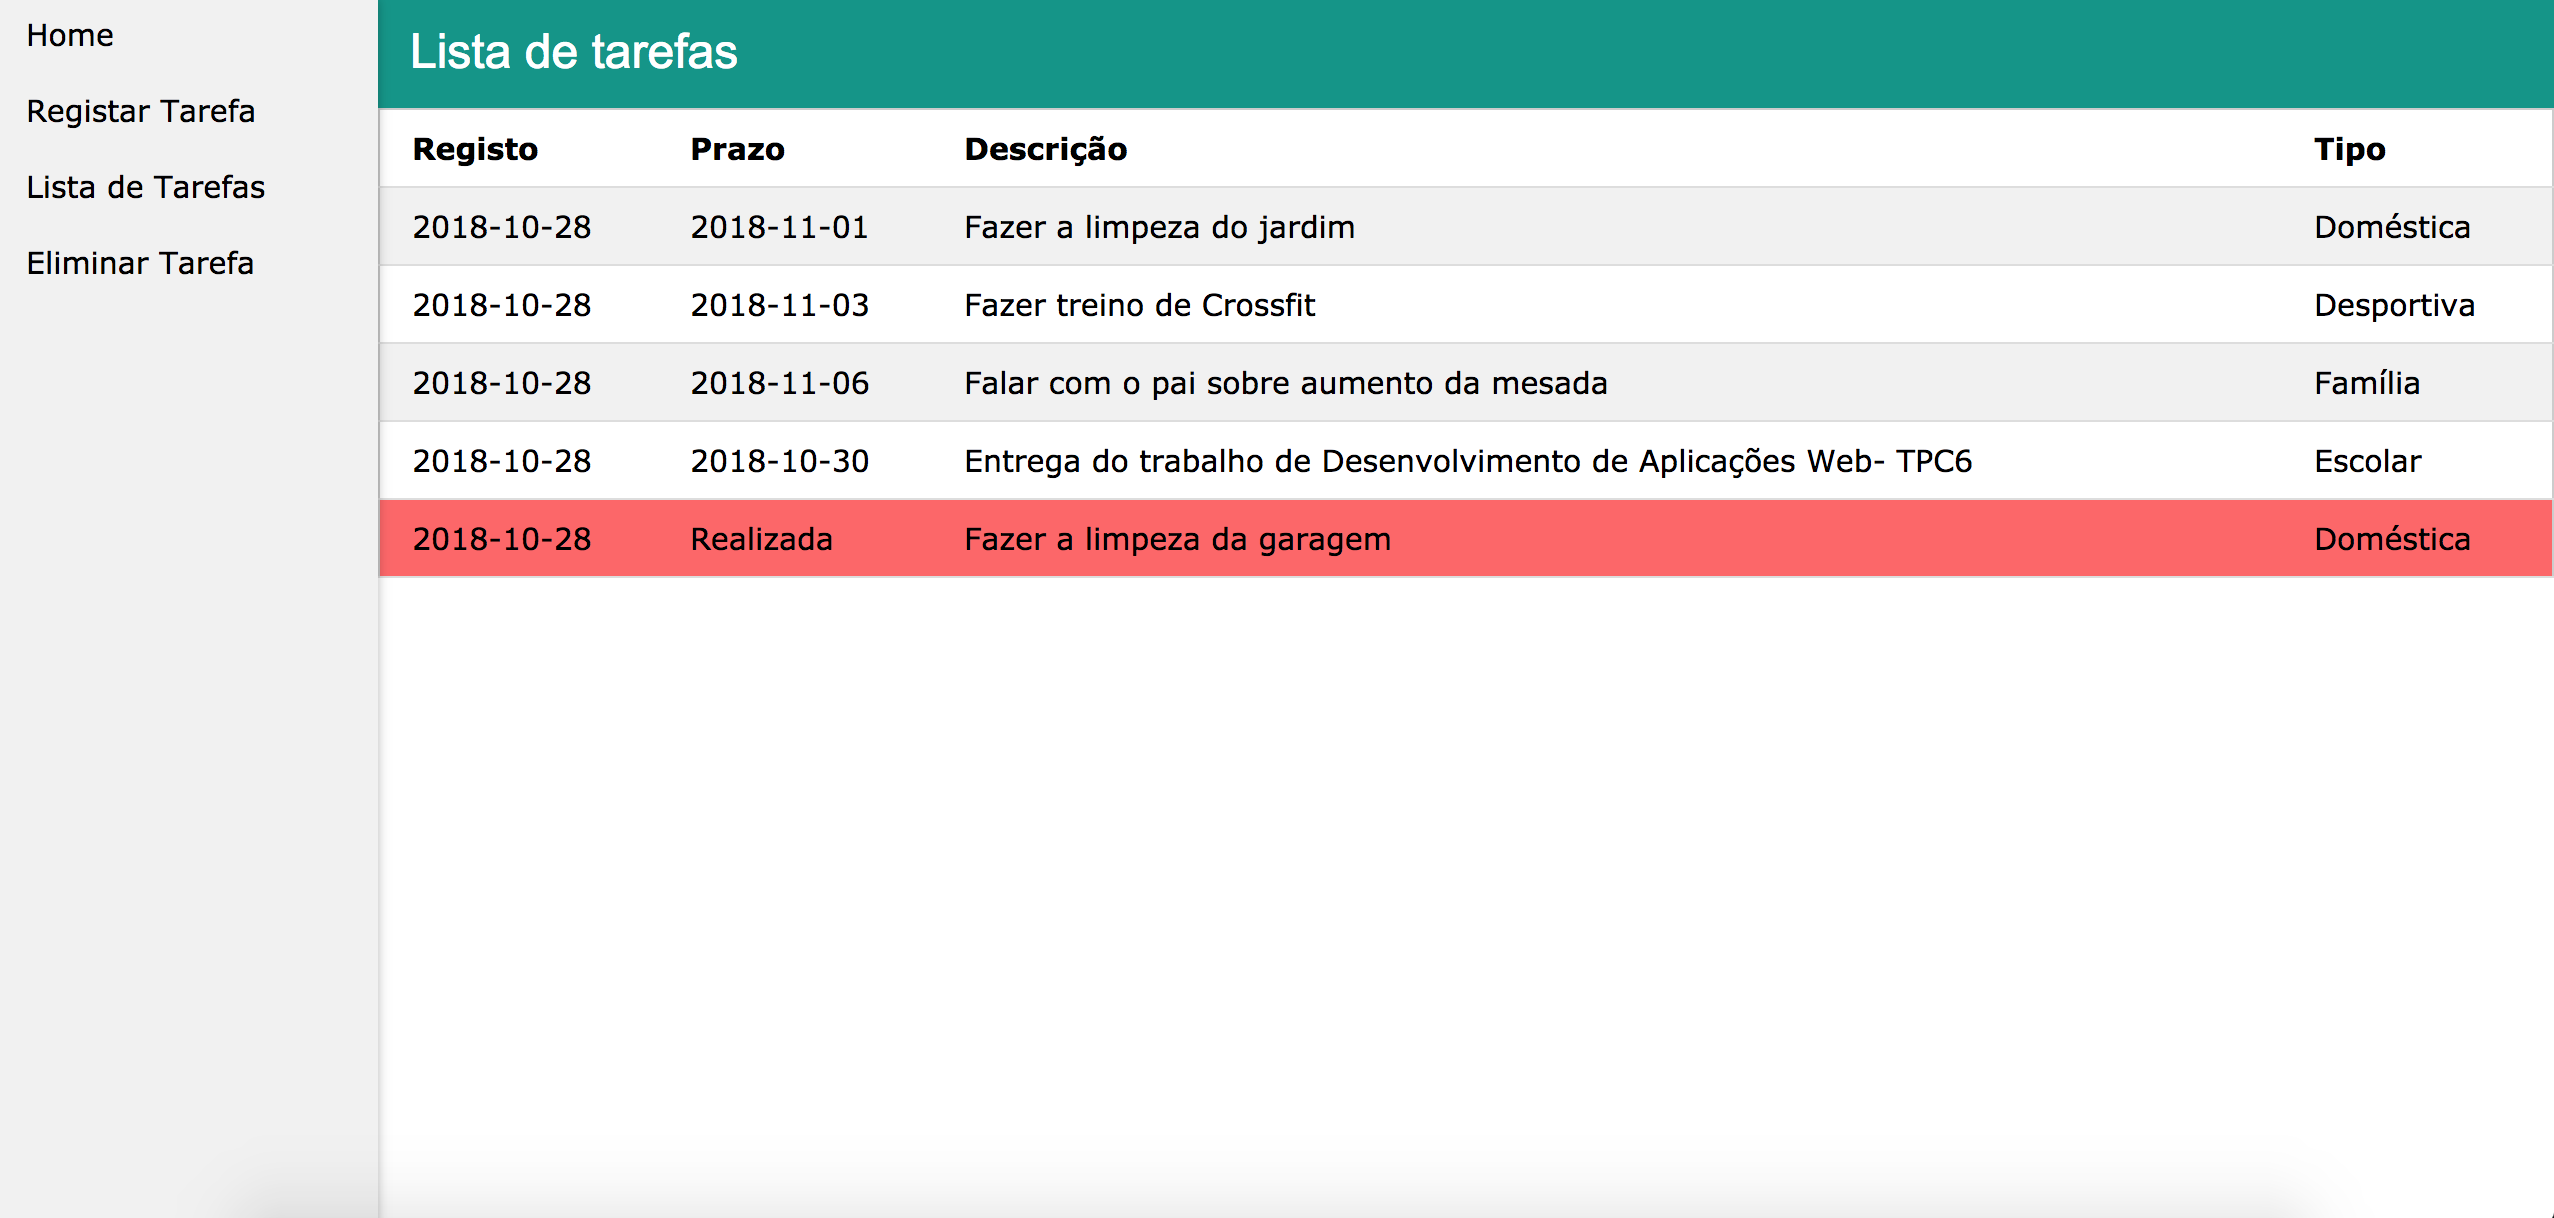 Home
Registar Tarefa
Lista de Tarefas
Eliminar Tarefa
Lista de tarefas
Registo Prazo Descrição Tipo
2018-10-28 2018-11-01 Fazer a limpeza do jardim Doméstica
2018-10-28 2018-11-03 Fazer treino de Crossfit Desportiva
2018-10-28 2018-11-06 Falar com o pai sobre aumento da mesada Família
2018-10-28 2018-10-30 Entrega do trabalho de Desenvolvimento de Aplicações Web- TPC6 Escolar
2018-10-28 Realizada Fazer a limpeza da garagem Doméstica